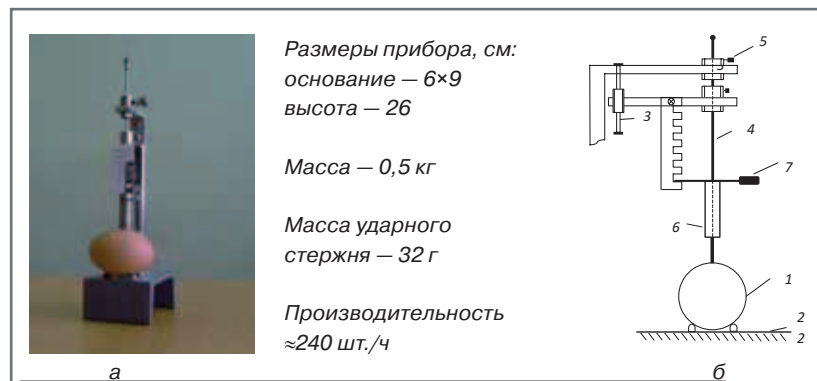 Размеры прибора, см:
основание — 6×9
высота — 26
Масса — 0,5 кг
Масса ударного
стержня — 32 г
Производительность
≈240 шт./ч
а
5
3
4
7
6
1
2
2
б